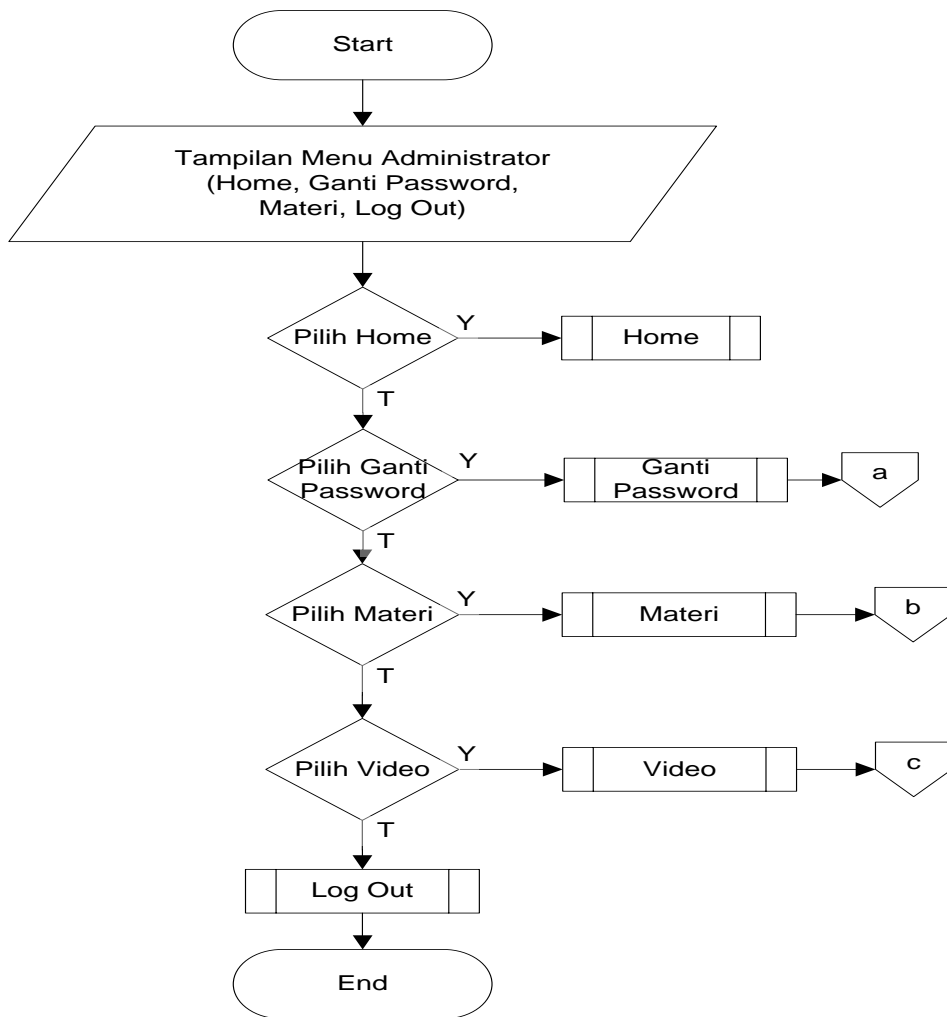 Start
Tampilan Menu Administrator
(Home, Ganti Password,
Materi, Log Out)
Pilih Home
Y
Home
T
Pilih Ganti
Password
Y
Ganti
Password
a
T
Pilih Materi
Y
Materi
b
T
Pilih Video
Y
Video
c
T
Log Out
End